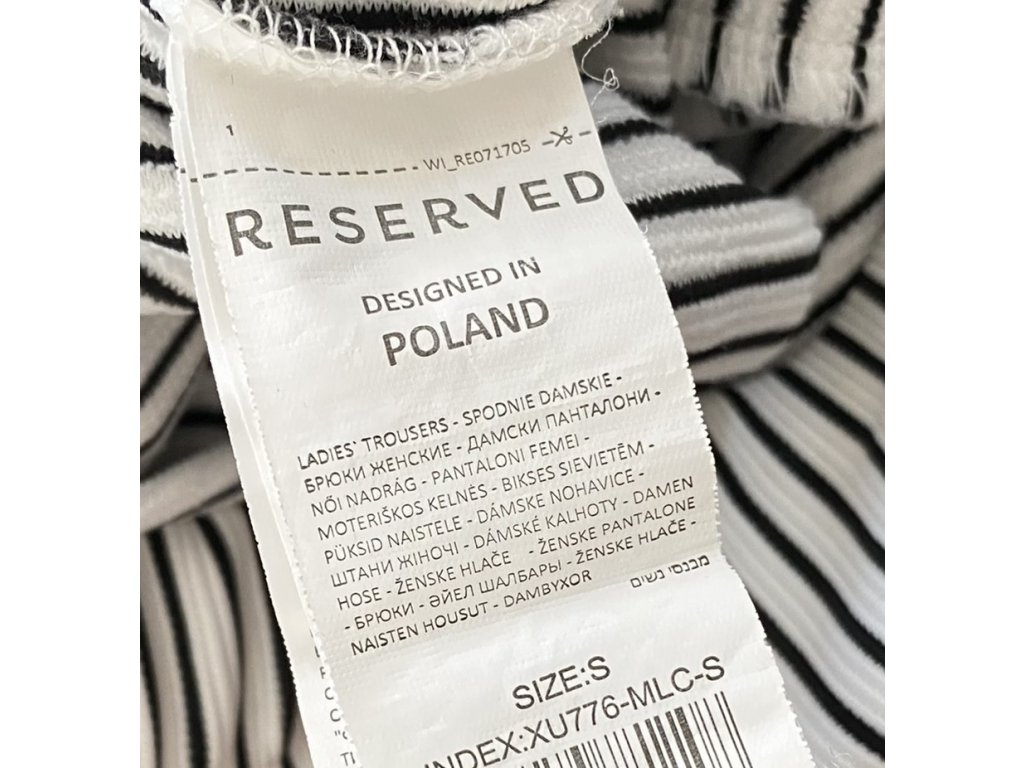 1
WI_RE071705
RESERVED
DESIGNED IN
POLAND
LADIES' TROUSERS - SPODNIE DAMSKIE -
БРЮКИ ЖЕНСКИЕ - ДАМСКИ ПАНТАЛОНИ -
NŐI NADRÁG - PANTALONI FEMEI -
MOTERIŠKOS KELNĖS - BIKSES SIEVIETĒM -
PÜKSID NAISTELE - DÁMSKE NOHAVICE -
ШТАНИ ЖІНОЧІ - DÁMSKÉ KALHOTY - DAMEN
HOSE - ŽENSKE HLAČE - ŽENSKE PANTALONE
- БРЮКИ - ӘЙЕЛ ШАЛБАРЫ - ŽENSKE HLAČE -
NAISTEN HOUSUT - DAMBYXOR
מכנסי נשים
SIZE:S
INDEX:XU776-MLC-S